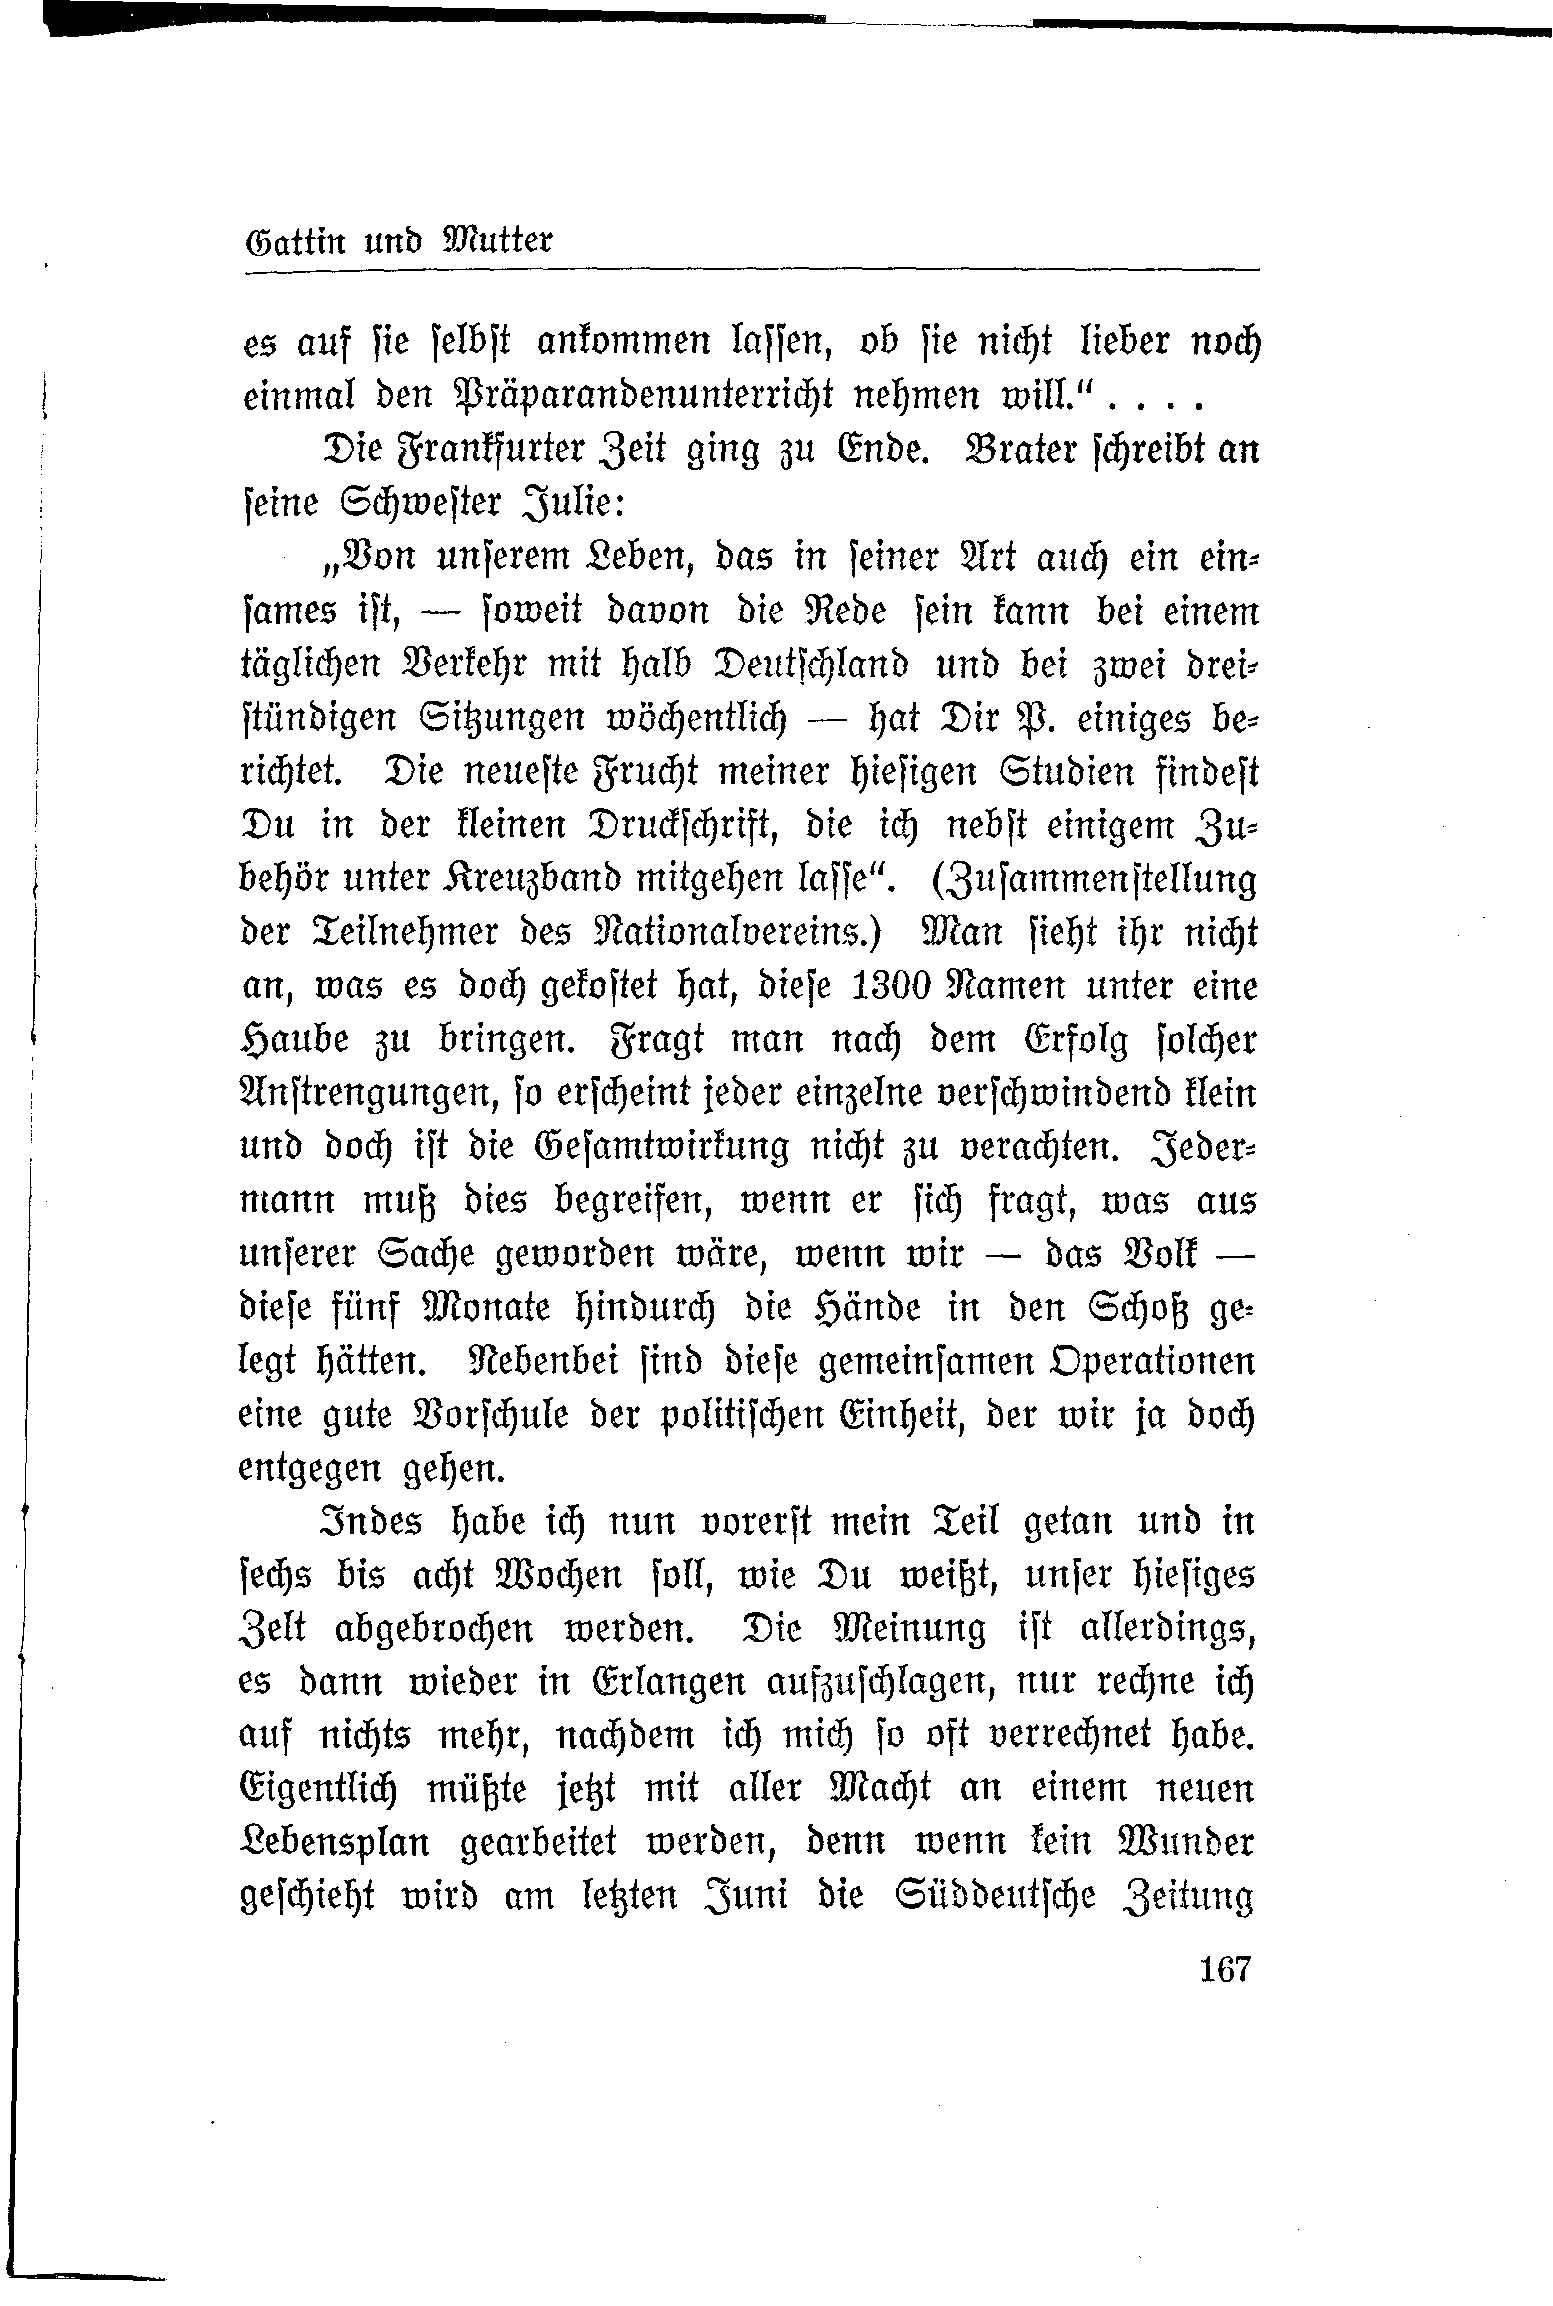 Gattin und Mutter
es auf sie selbst ankommen lassen, ob sie nicht lieber noch
einmal den Präparandenunterricht nehmen will.“ . . . .
Die Frankfurter Zeit ging zu Ende. Brater schreibt an
seine Schwester Julie:
„Von unserem Leben, das in seiner Art auch ein ein-
sames ist, — soweit davon die Rede sein kann bei einem
täglichen Verkehr mit halb Deutschland und bei zwei drei-
stündigen Sitzungen wöchentlich — hat Dir P. einiges be-
richtet. Die neueste Frucht meiner hiesigen Studien findest
Du in der kleinen Druckschrift, die ich nebst einigem Zu-
behör unter Kreuzband mitgehen lasse“. (Zusammenstellung
der Teilnehmer des Nationalvereins.) Man sieht ihr nicht
an, was es doch gekostet hat, diese 1300 Namen unter eine
Haube zu bringen. Fragt man nach dem Erfolg solcher
Anstrengungen, so erscheint jeder einzelne verschwindend klein
und doch ist die Gesamtwirkung nicht zu verachten. Jeder-
mann muß dies begreifen, wenn er sich fragt, was aus
unserer Sache geworden wäre, wenn wir — das Volk —
diese fünf Monate hindurch die Hände in den Schoß ge-
legt hätten. Nebenbei sind diese gemeinsamen Operationen
eine gute Vorschule der politischen Einheit, der wir ja doch
entgegen gehen.
Indes habe ich nun vorerst mein Teil getan und in
sechs bis acht Wochen soll, wie Du weißt, unser hiesiges
Zelt abgebrochen werden. Die Meinung ist allerdings,
es dann wieder in Erlangen aufzuschlagen, nur rechne ich
auf nichts mehr, nachdem ich mich so oft verrechnet habe.
Eigentlich müßte jetzt mit aller Macht an einem neuen
Lebensplan gearbeitet werden, denn wenn kein Wunder
geschieht wird am letzten Juni die Süddeutsche Zeitung
167